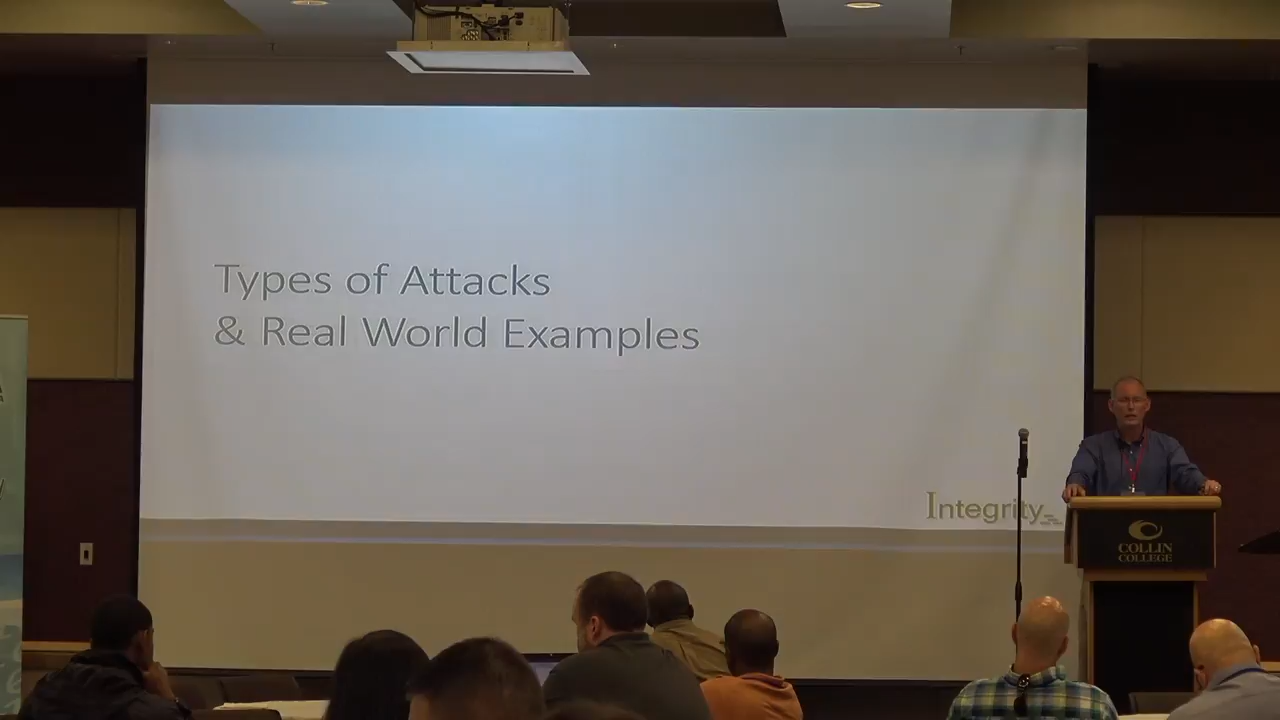 Types of Attacks
& Real World Examples
Integrity
COLLIN
COLLEGE